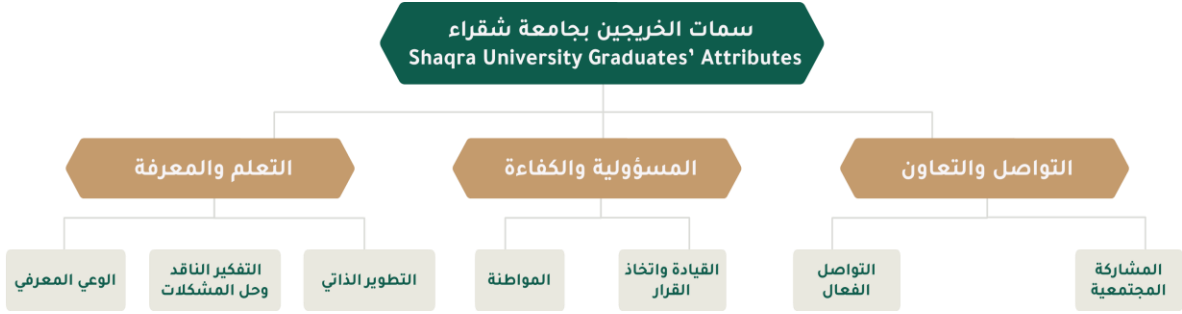 سمات الخريجين بجامعة شقراء
Shaqra University Graduates’ Attributes
التواصل والتعاون
المسؤولية والكفاءة
التعلم والمعرفة
المشاركة
المجتمعية
التواصل
الفعال
القيادة واتخاذ
القرار
المواطنة
التطوير الذاتي
التفكير الناقد
وحل المشكلات
الوعي المعرفي